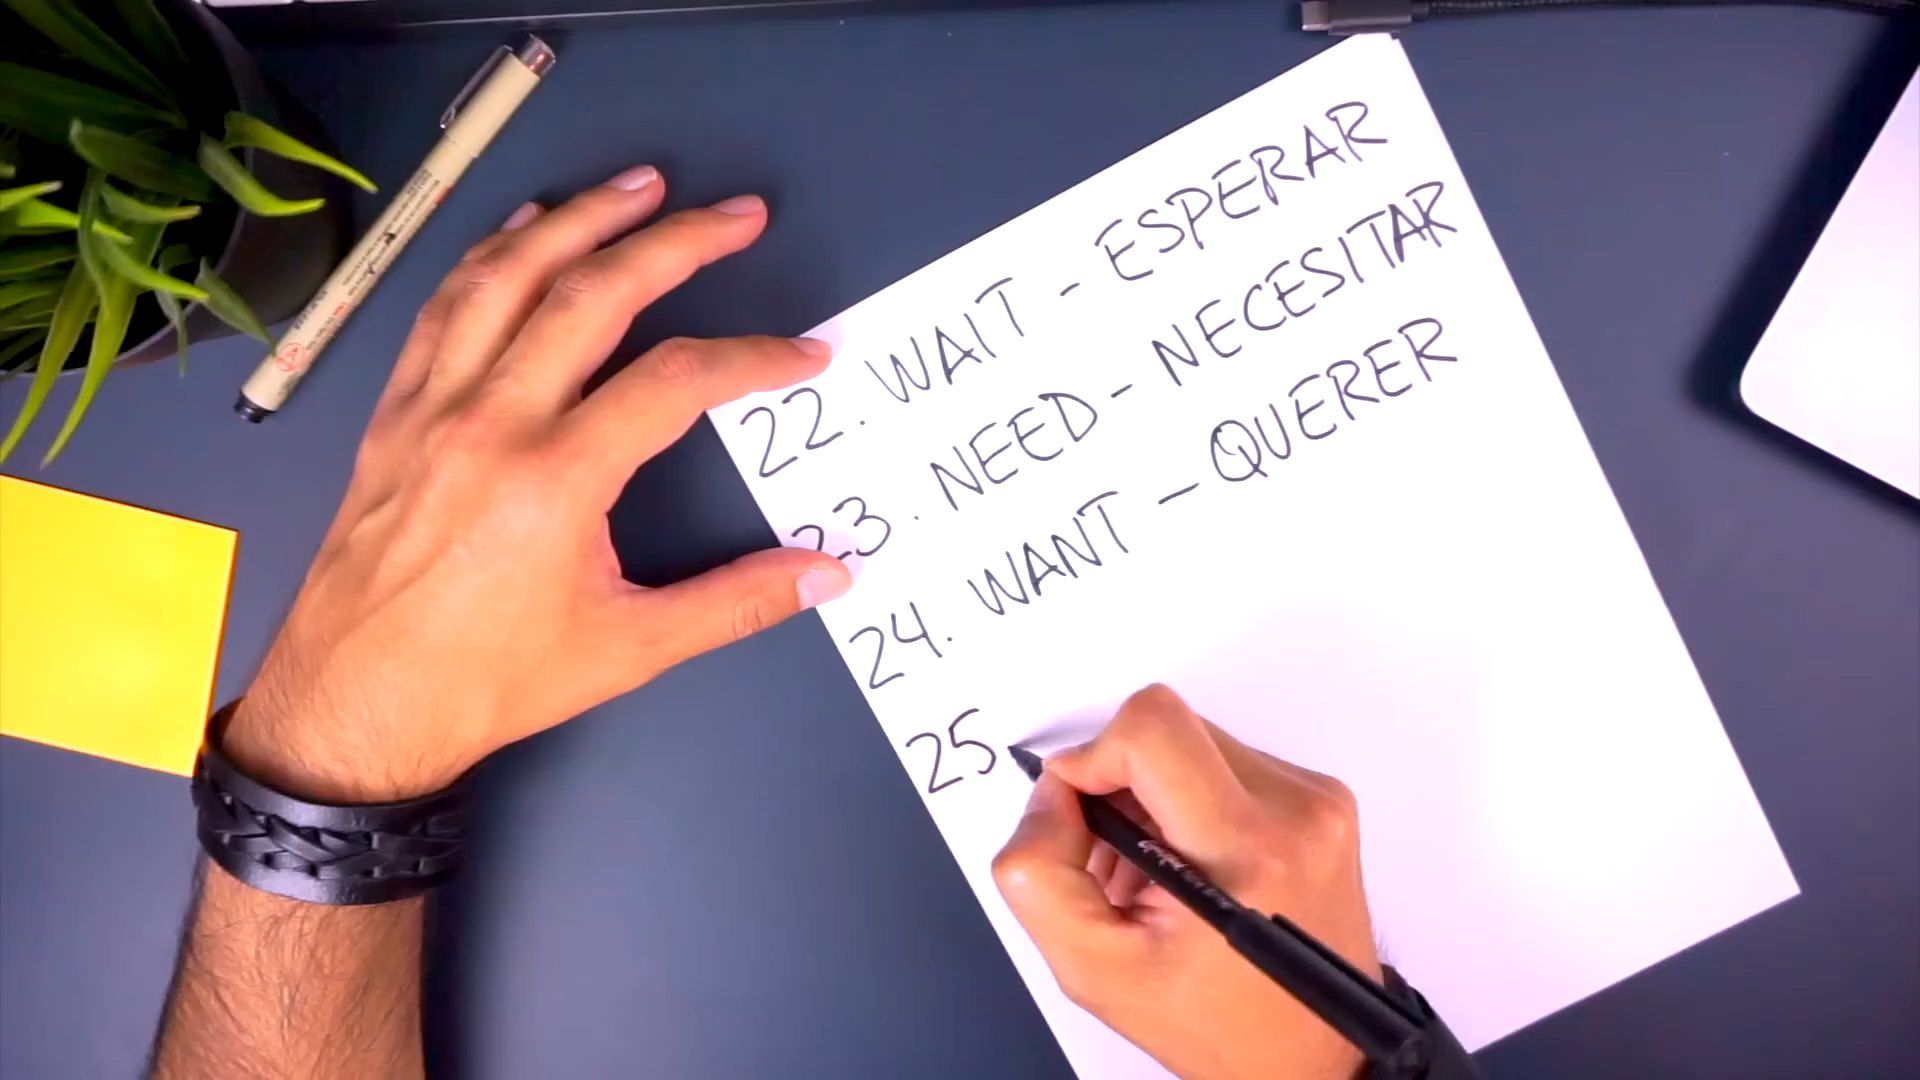 22. WAIT - ESPERAR
23. NEED - NECESITAR
24. WANT - QUERER
25